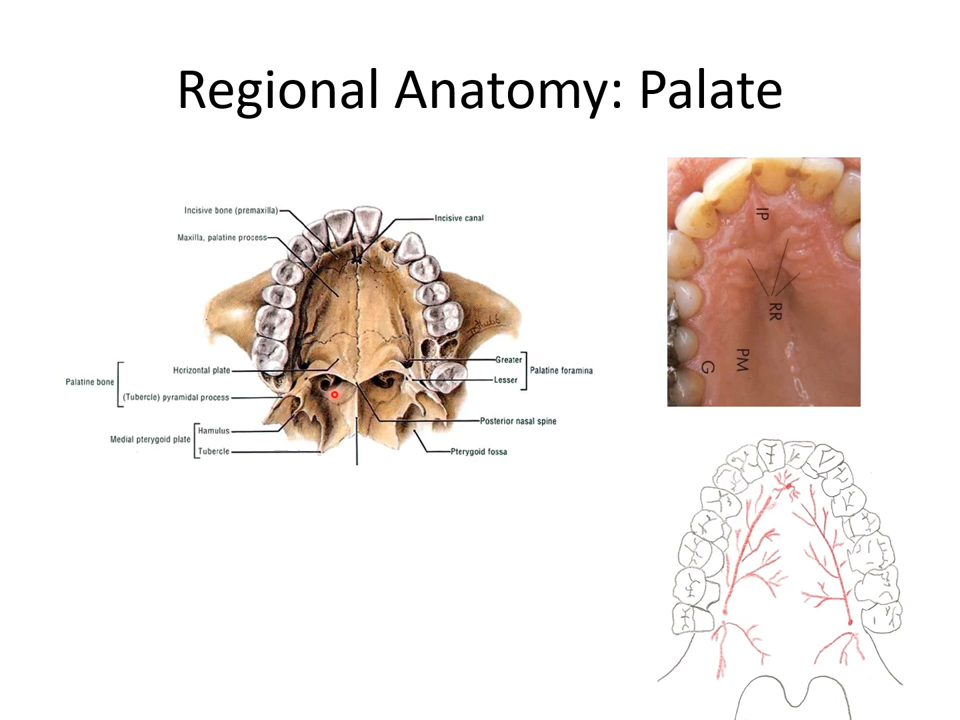 Regional Anatomy: Palate
Incisive bone (premaxilla)
Incisive canal
Maxilla, palatine process
Horizontal plate
Greater
Palatine foramina
Lesser
Palatine bone
(Tubercle) pyramidal process
Posterior nasal spine
Hamulus
Medial pterygoid plate
Tubercle
Pterygoid fossa
IP
RR
PM
G